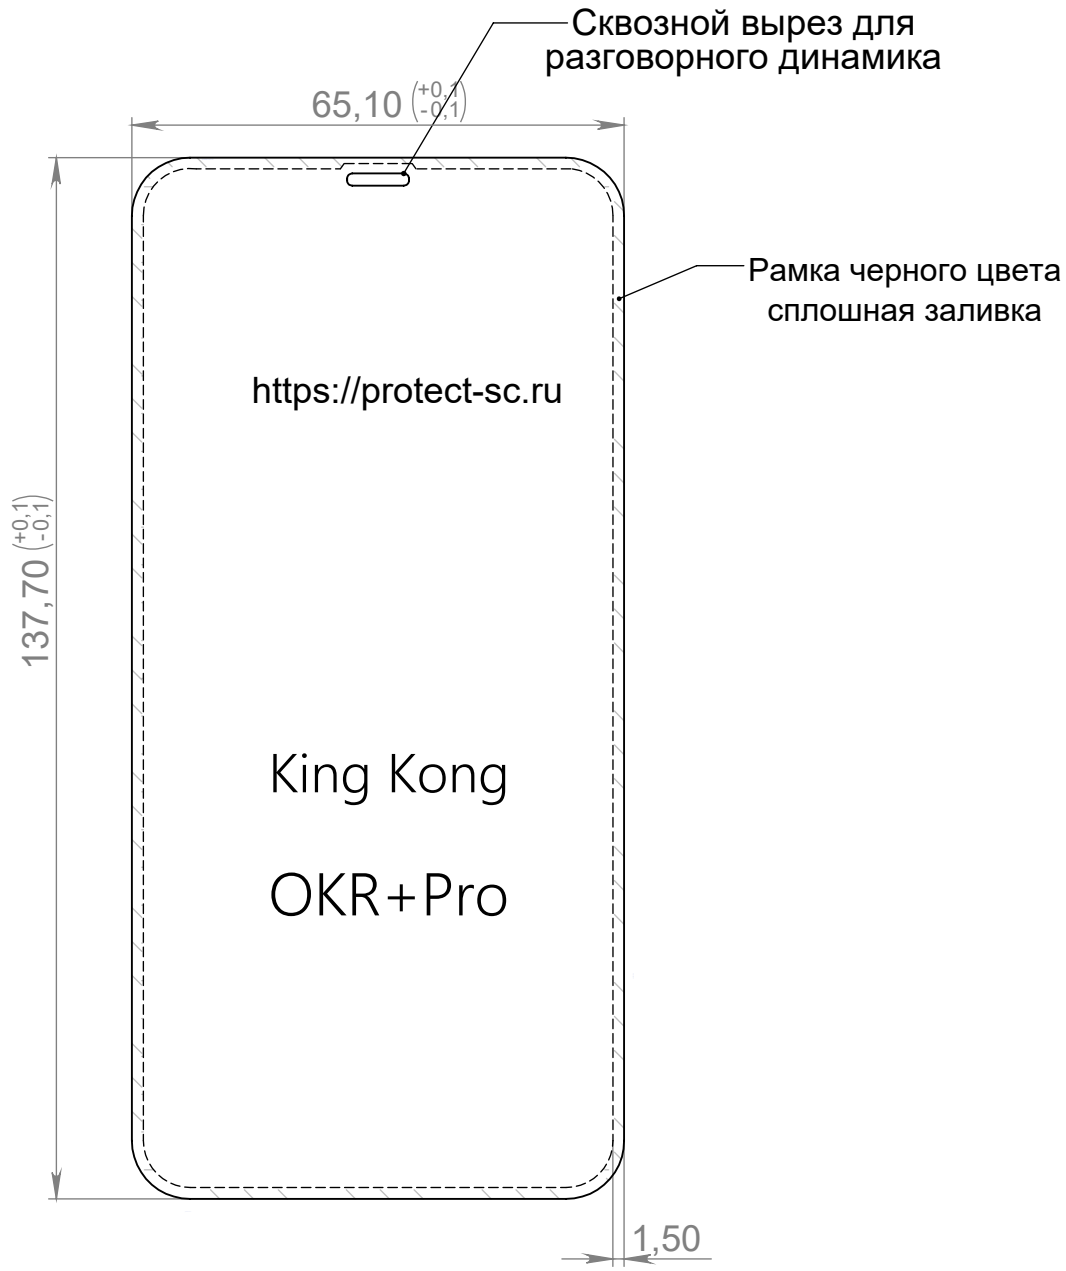 Сквозной вырез для
разговорного динамика
65,10 (+0,1
-0,1)
Рамка черного цвета
сплошная заливка
https://protect-sc.ru
137,70 (+0,1
-0,1)
King Kong
OKR+Pro
1,50